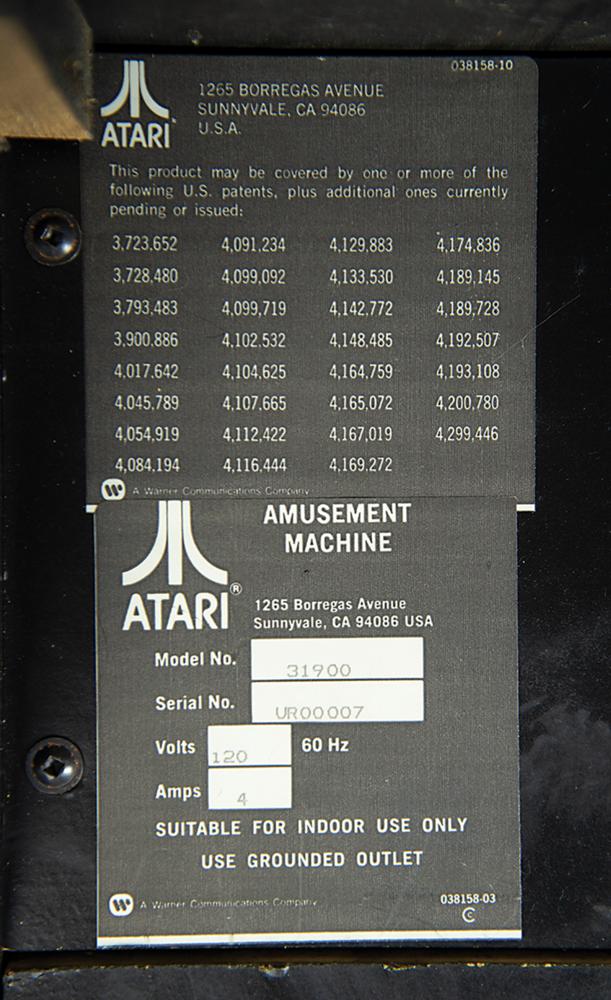 038158-10
ATARI™
1265 BORREGAS AVENUE
SUNNYVALE, CA 94086
U.S.A.
This product may be covered by one or more of the
following U.S. patents, plus additional ones currently
pending or issued:
3,723,652 4,091,234 4,129,883 4,174,836
3,728,480 4,099,092 4,133,530 4,189,145
3,793,483 4,099,719 4,142,772 4,189,728
3,900,886 4,102,532 4,148,485 4,192,507
4,017,642 4,104,625 4,164,759 4,193,108
4,045,789 4,107,665 4,165,072 4,200,780
4,054,919 4,112,422 4,167,019 4,299,446
4,084,194 4,116,444 4,169,272
A Warner Communications Company
AMUSEMENT
MACHINE
ATARI®
1265 Borregas Avenue
Sunnyvale, CA 94086 USA
Model No. 31900
Serial No. UR00007
Volts 120 60 Hz
Amps 4
SUITABLE FOR INDOOR USE ONLY
USE GROUNDED OUTLET
A Warner Communications Company
038158-03